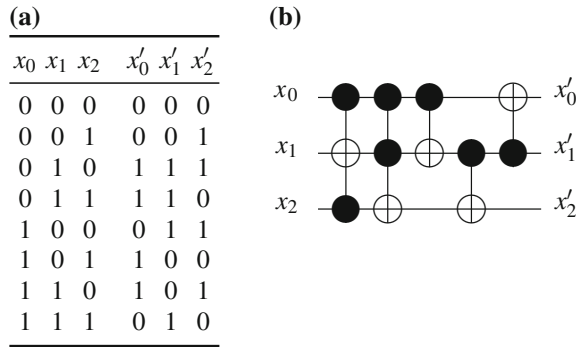 (a)
x₀ x₁ x₂ x′₀ x′₁ x′₂
0 0 0 0 0 0
0 0 1 0 0 1
0 1 0 1 1 1
0 1 1 1 1 0
1 0 0 0 1 1
1 0 1 1 0 0
1 1 0 1 0 1
1 1 1 0 1 0
(b)
x₀ x′₀
x₁ x′₁
x₂ x′₂